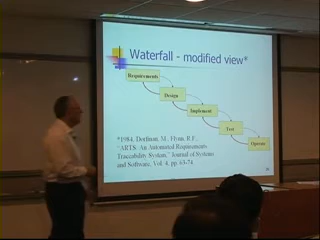 Waterfall - modified view*
Requirements
Design
Implement
Test
Operate
*1984. Dorfman, M., Flynn, R.F.,
"ARTS: An Automated Requirements
Traceability System," Journal of Systems
and Software, Vol. 4, pp. 63-74.